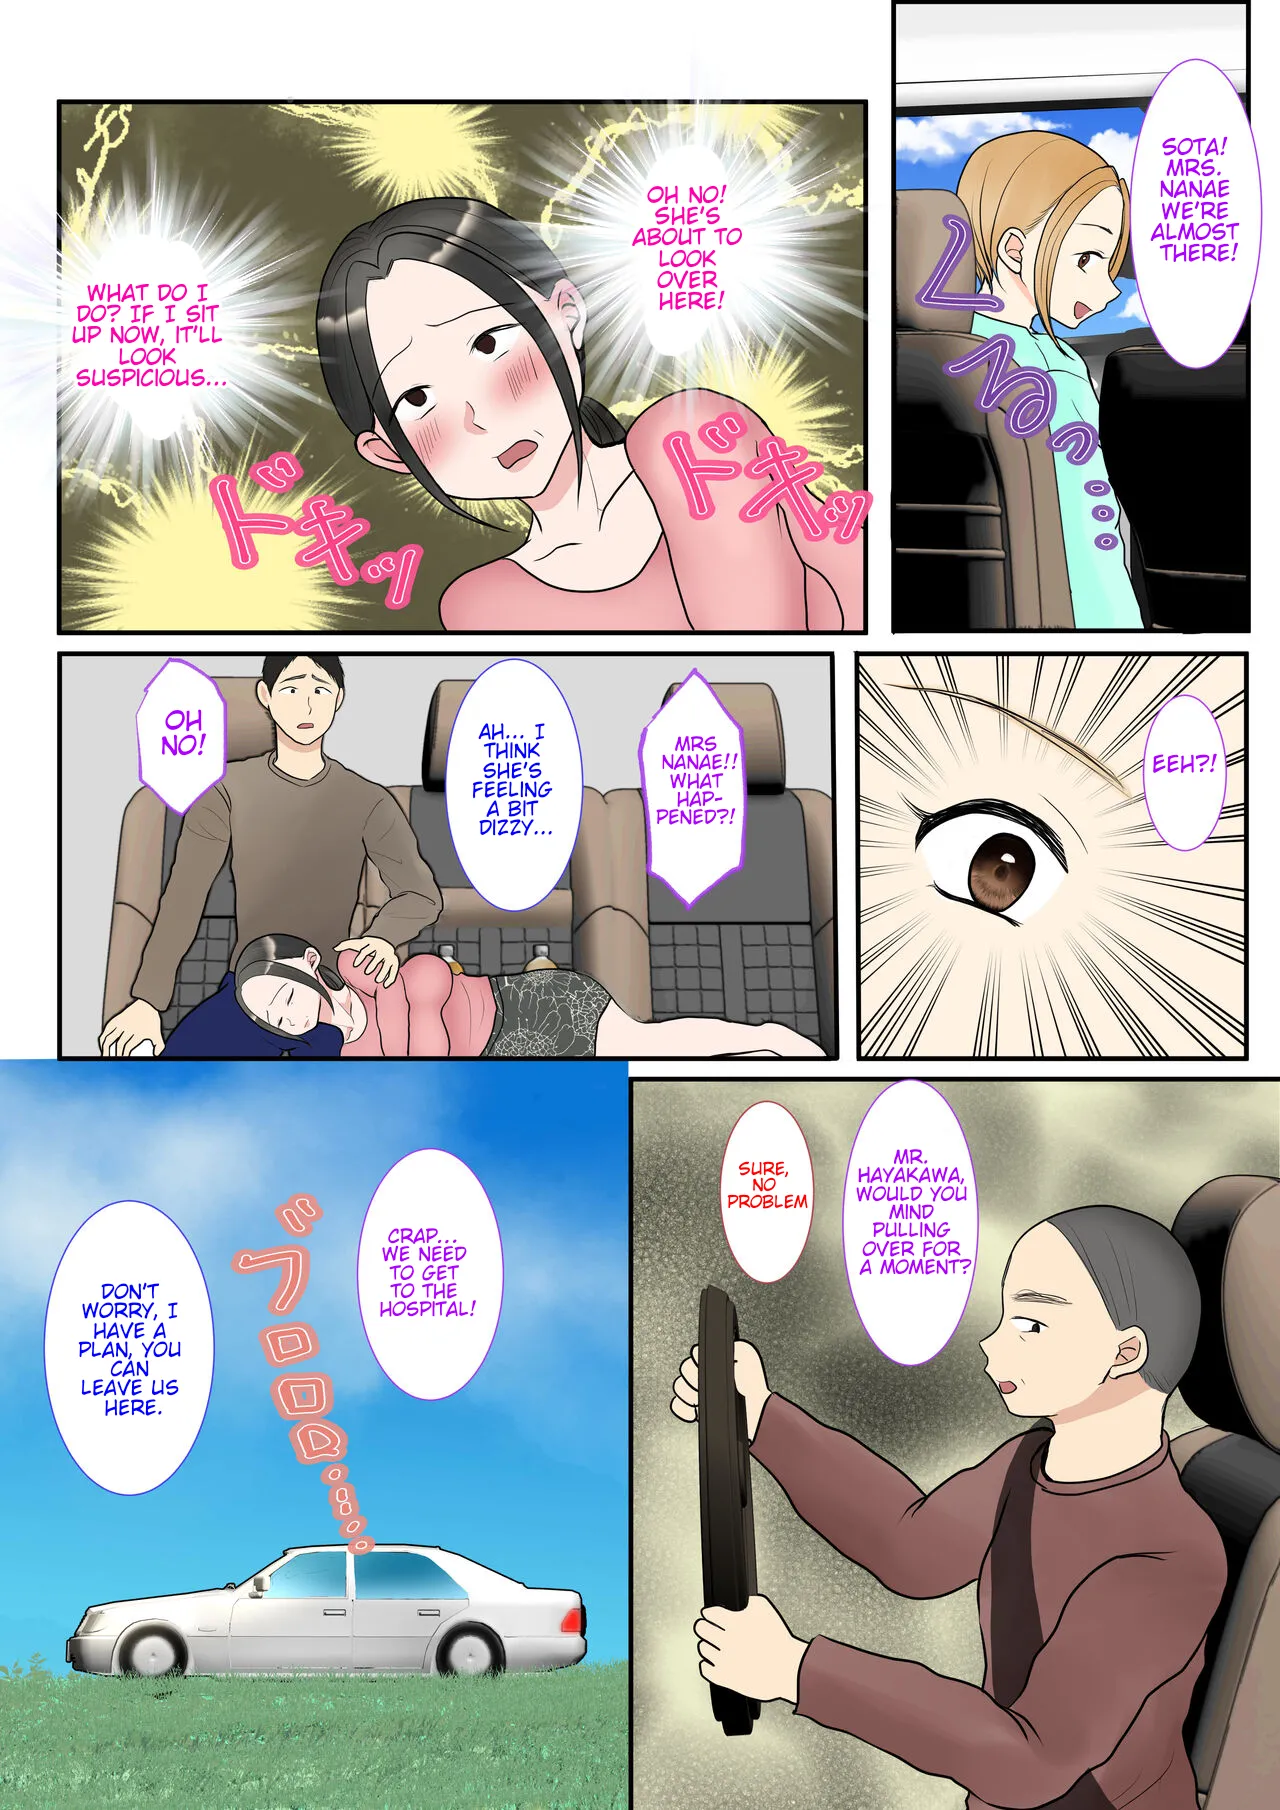 SOTA!
MRS.
NANAE
WE'RE
ALMOST
THERE!
くるっ…
OH NO!
SHE'S
ABOUT TO
LOOK
OVER
HERE!
WHAT DO I
DO? IF I SIT
UP NOW, IT'LL
LOOK
SUSPICIOUS...
ドキッ
ドキッ
EEH?!
MRS
NANAE!!
WHAT
HAP-
PENED?!
AH... I
THINK
SHE'S
FEELING
A BIT
DIZZY...
OH
NO!
MR.
HAYAKAWA,
WOULD YOU
MIND
PULLING
OVER FOR
A MOMENT?
SURE,
NO
PROBLEM
CRAP...
WE NEED
TO GET
TO THE
HOSPITAL!
ブロロロロ……
DON'T
WORRY, I
HAVE A
PLAN, YOU
CAN
LEAVE US
HERE.